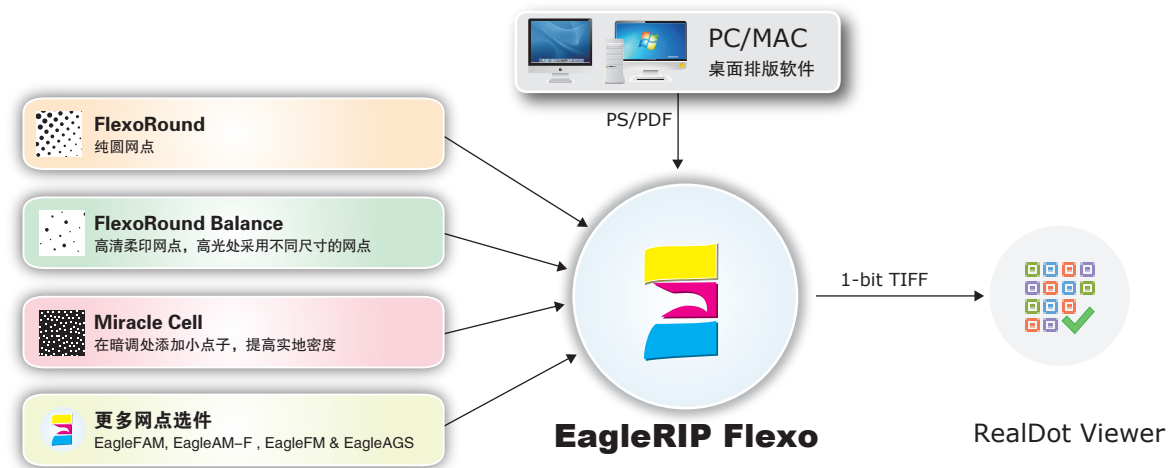 PC/MAC
桌面排版软件
PS/PDF
FlexoRound
纯圆网点
FlexoRound Balance
高清柔印网点，高光处采用不同尺寸的网点
Miracle Cell
在暗调处添加小点子，提高实地密度
更多网点选件
EagleFAM, EagleAM-F , EagleFM & EagleAGS
EagleRIP Flexo
1-bit TIFF
RealDot Viewer